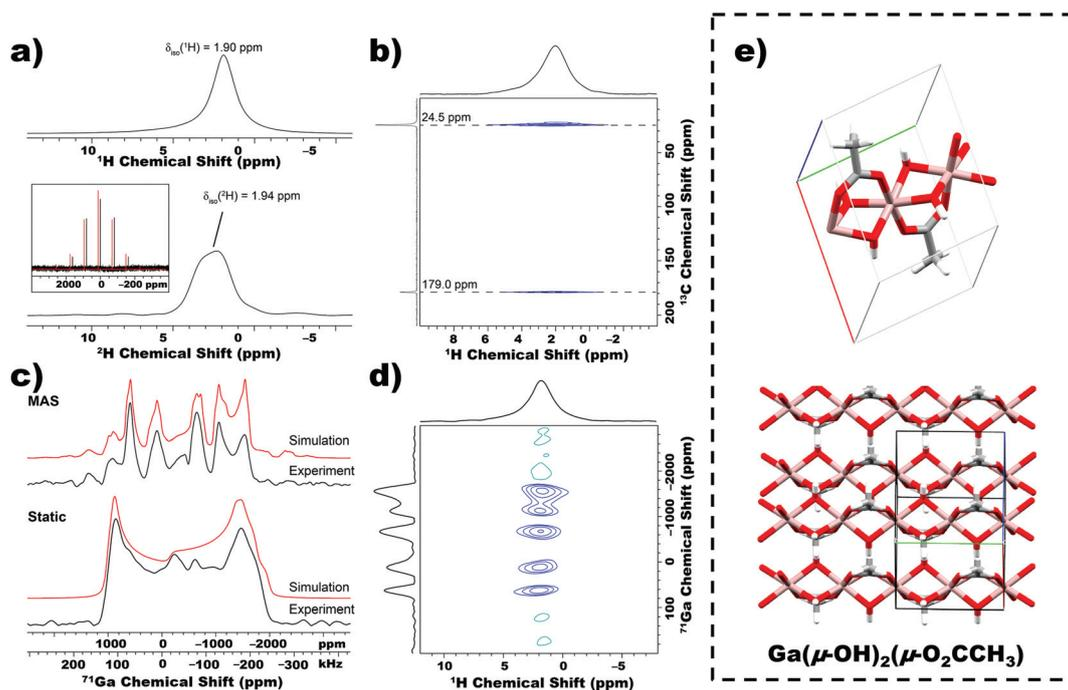 a)
δiso(¹H) = 1.90 ppm
10 5 0 −5
¹H Chemical Shift (ppm)
δiso(²H) = 1.94 ppm
2000 0 −200 ppm
10 5 0 −5
²H Chemical Shift (ppm)
b)
24.5 ppm
179.0 ppm
50
100
150
200
¹³C Chemical Shift (ppm)
8 6 4 2 0 −2
¹H Chemical Shift (ppm)
c)
MAS
Simulation
Experiment
Static
Simulation
Experiment
1000 0 −1000 −2000 ppm
200 100 0 −100 −200 −300 kHz
⁷¹Ga Chemical Shift (ppm)
d)
−2000
−1000
0
100
⁷¹Ga Chemical Shift (ppm)
10 5 0 −5
¹H Chemical Shift (ppm)
e)
Ga(μ-OH)₂(μ-O₂CCH₃)